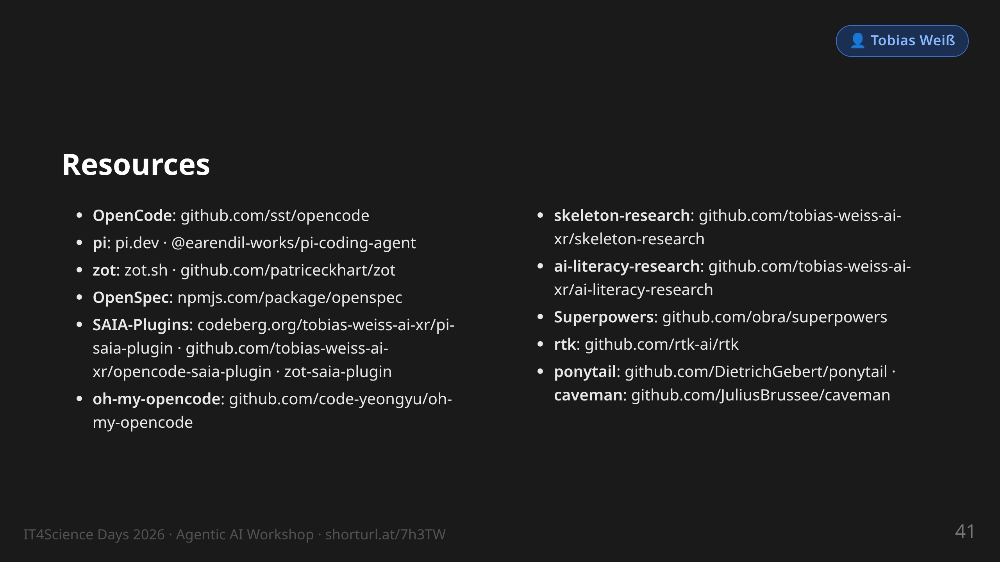 Tobias Weiß
Resources
• OpenCode: github.com/sst/opencode
• pi: pi.dev · @earendil-works/pi-coding-agent
• zot: zot.sh · github.com/patriceckhart/zot
• OpenSpec: npmjs.com/package/openspec
• SAIA-Plugins: codeberg.org/tobias-weiss-ai-xr/pi-
saia-plugin · github.com/tobias-weiss-ai-
xr/opencode-saia-plugin · zot-saia-plugin
• oh-my-opencode: github.com/code-yeongyu/oh-
my-opencode
• skeleton-research: github.com/tobias-weiss-ai-
xr/skeleton-research
• ai-literacy-research: github.com/tobias-weiss-ai-
xr/ai-literacy-research
• Superpowers: github.com/obra/superpowers
• rtk: github.com/rtk-ai/rtk
• ponytail: github.com/DietrichGebert/ponytail ·
caveman: github.com/JuliusBrussee/caveman
IT4Science Days 2026 · Agentic AI Workshop · shorturl.at/7h3TW
41